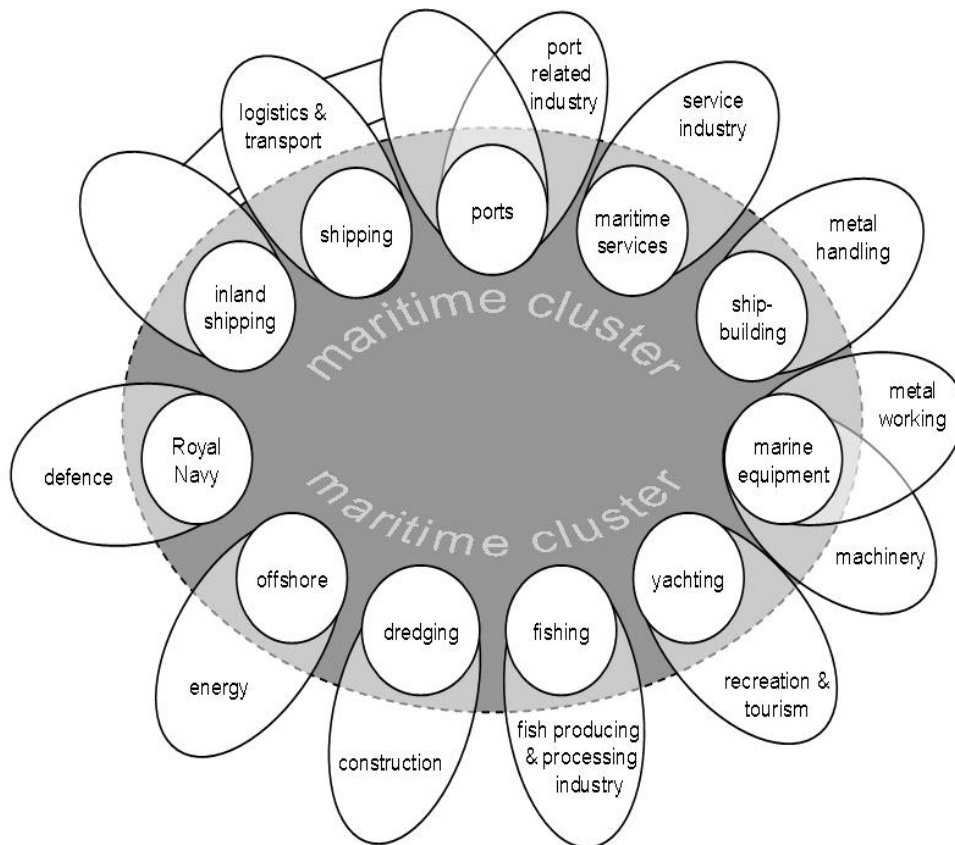 port
related
industry
logistics &
transport
service
industry
ports
shipping
maritime
services
metal
handling
inland
shipping
ship-
building
maritime cluster
metal
working
Royal
Navy
marine
equipment
defence
maritime cluster
machinery
offshore
yachting
dredging
fishing
energy
recreation &
tourism
construction
fish producing
& processing
industry